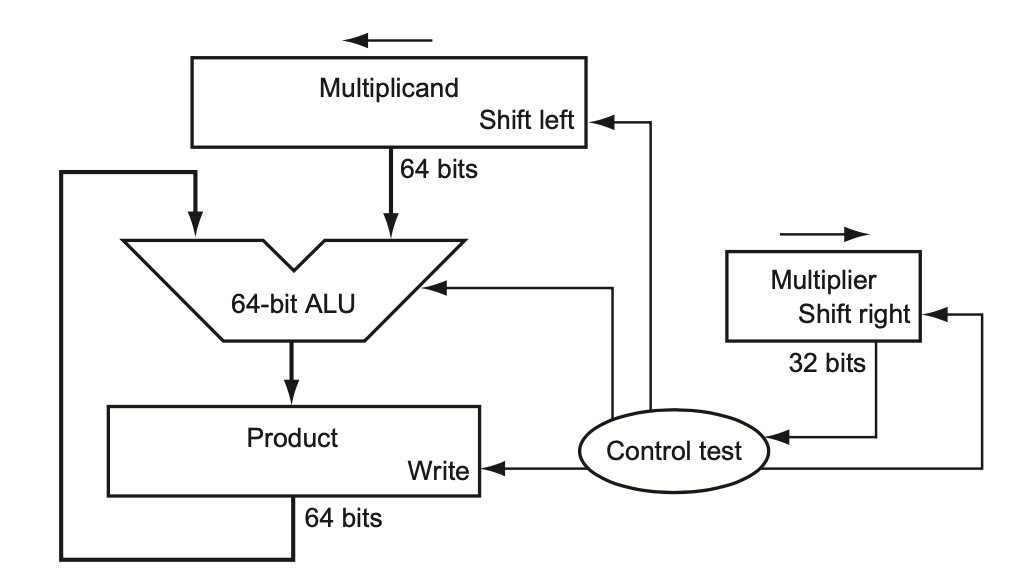 Multiplicand
Shift left
64 bits
64-bit ALU
Multiplier
Shift right
32 bits
Product
Write
Control test
64 bits